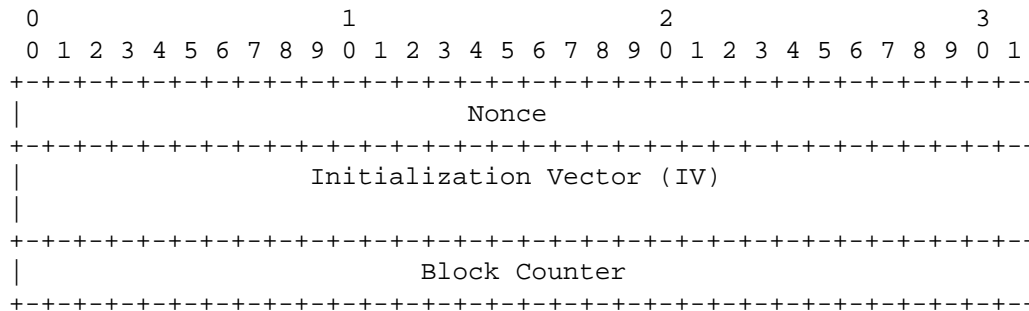 0                   1                   2                   3
0 1 2 3 4 5 6 7 8 9 0 1 2 3 4 5 6 7 8 9 0 1 2 3 4 5 6 7 8 9 0 1
+-+-+-+-+-+-+-+-+-+-+-+-+-+-+-+-+-+-+-+-+-+-+-+-+-+-+-+-+-+-+-+--
| Nonce
+-+-+-+-+-+-+-+-+-+-+-+-+-+-+-+-+-+-+-+-+-+-+-+-+-+-+-+-+-+-+-+--
| Initialization Vector (IV)
|
+-+-+-+-+-+-+-+-+-+-+-+-+-+-+-+-+-+-+-+-+-+-+-+-+-+-+-+-+-+-+-+--
| Block Counter
+-+-+-+-+-+-+-+-+-+-+-+-+-+-+-+-+-+-+-+-+-+-+-+-+-+-+-+-+-+-+-+--